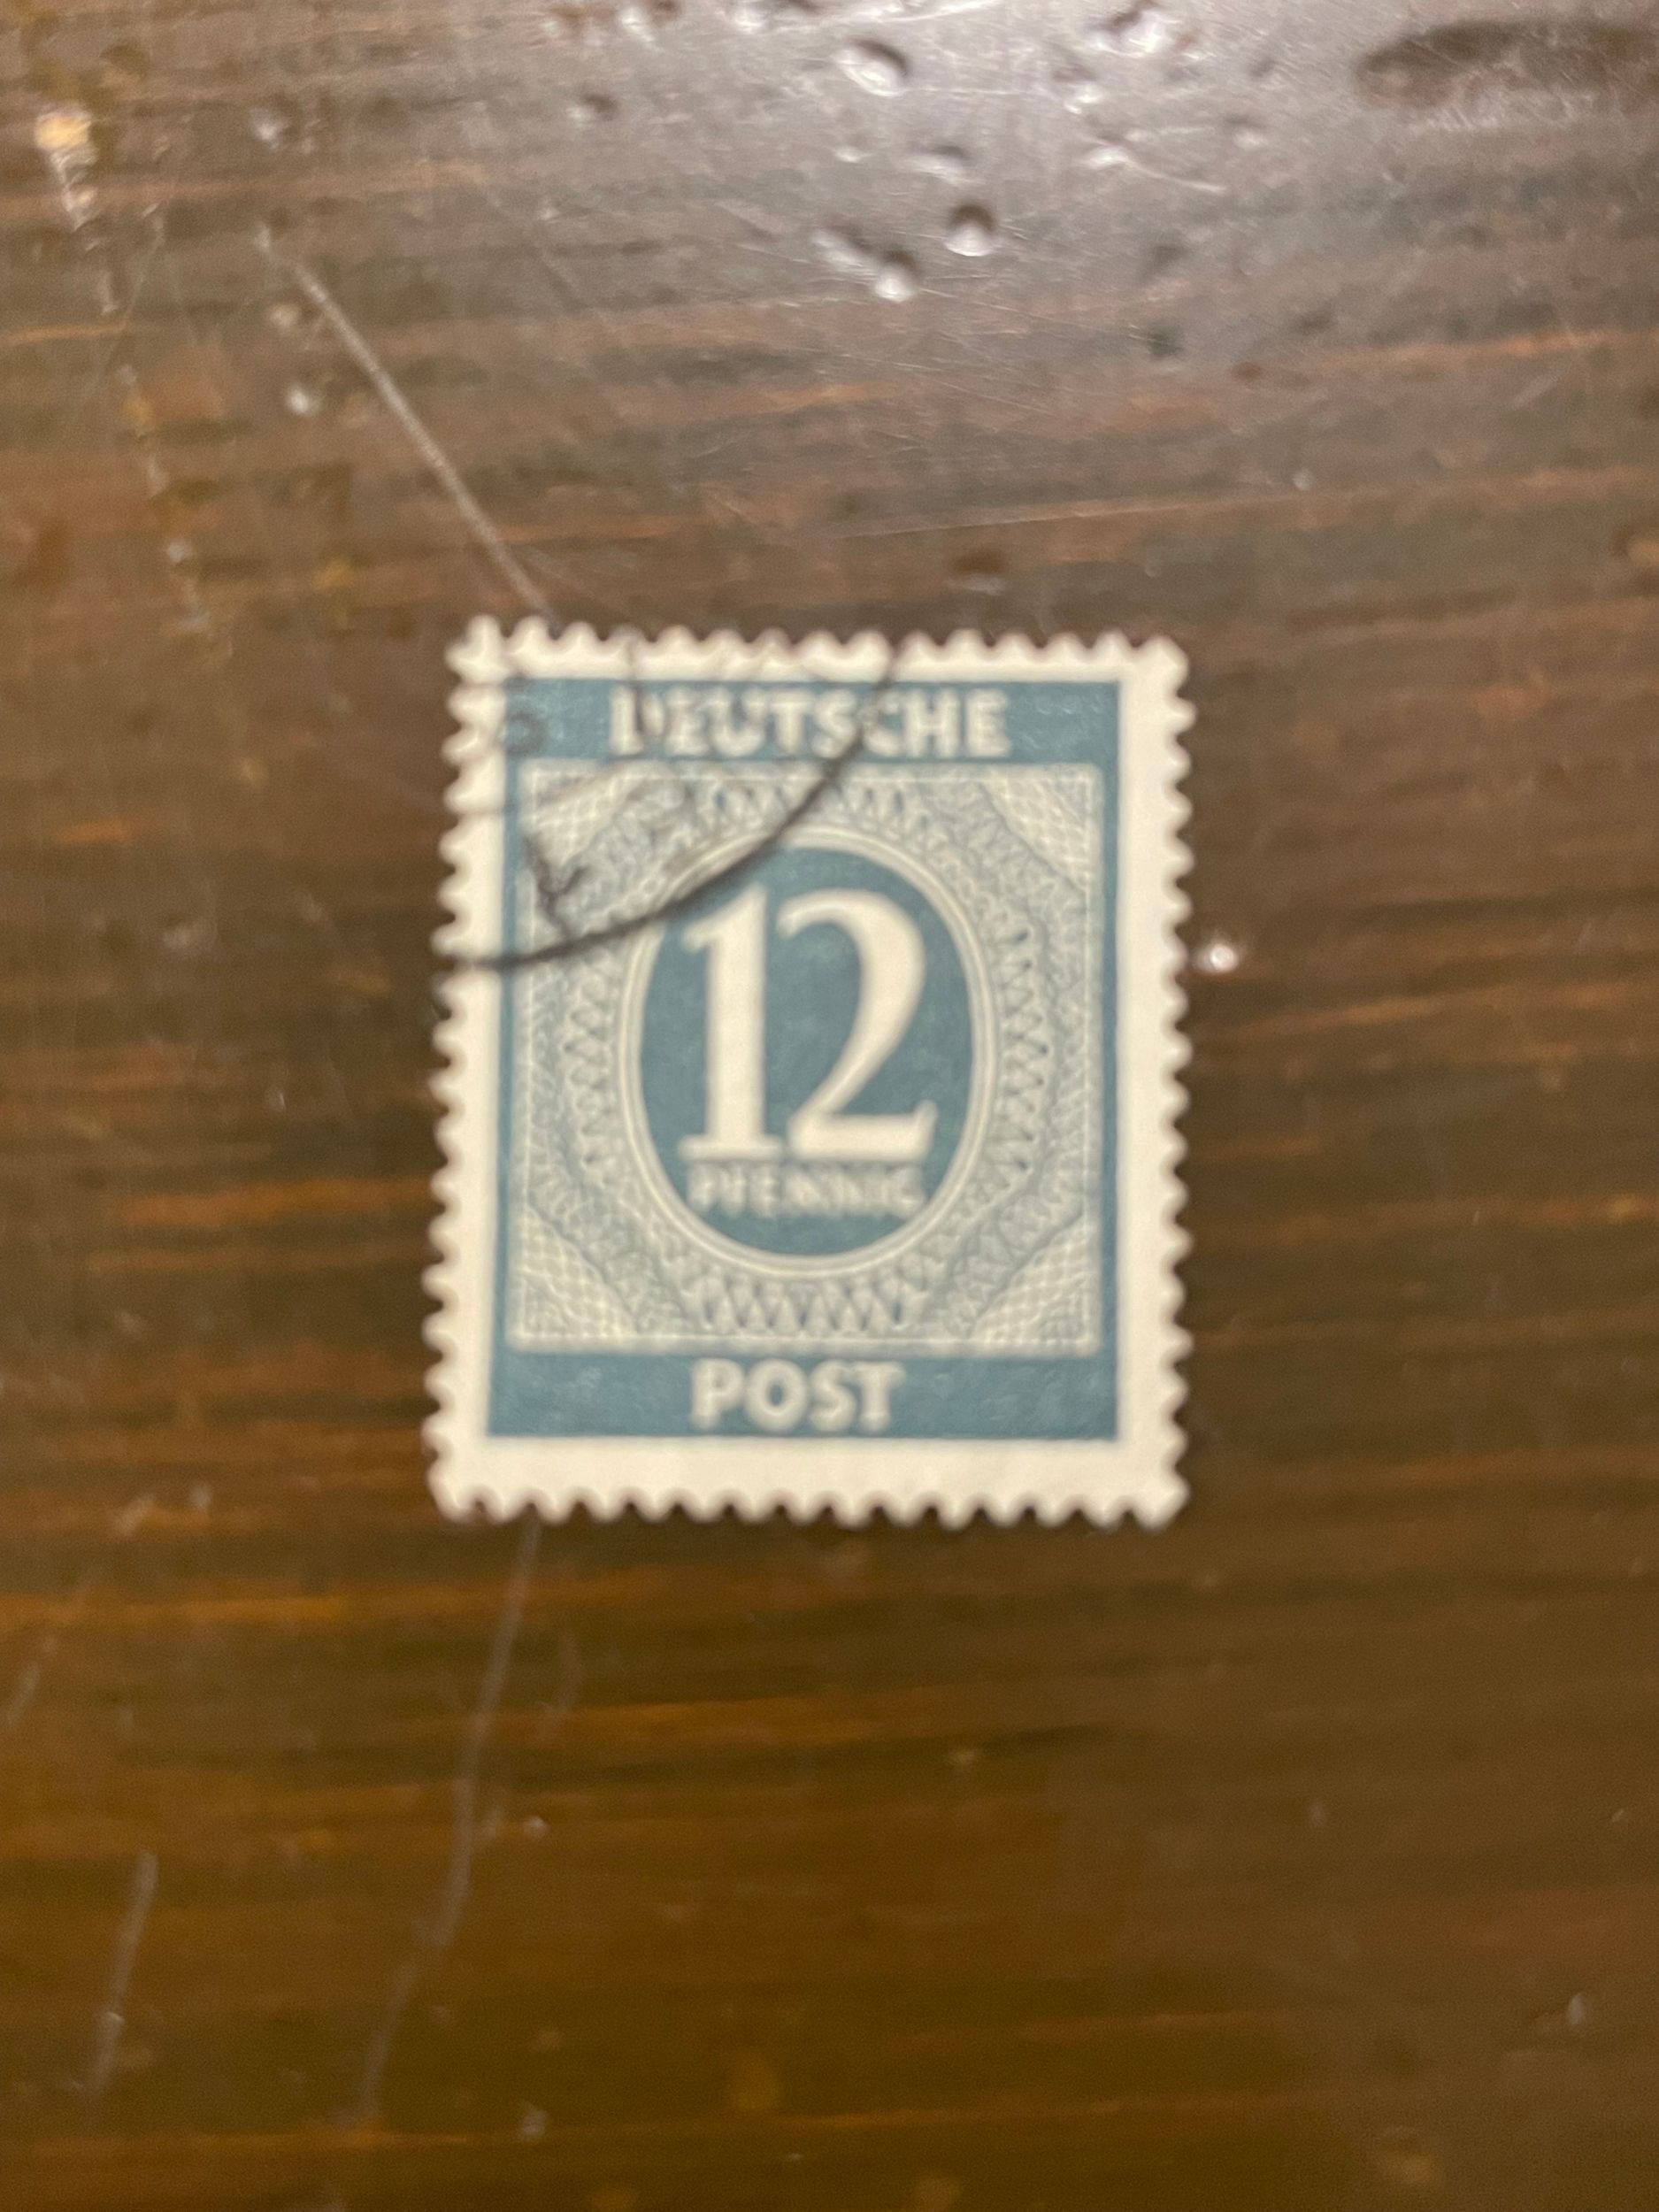 DEUTSCHE
12
PFENNIG
POST